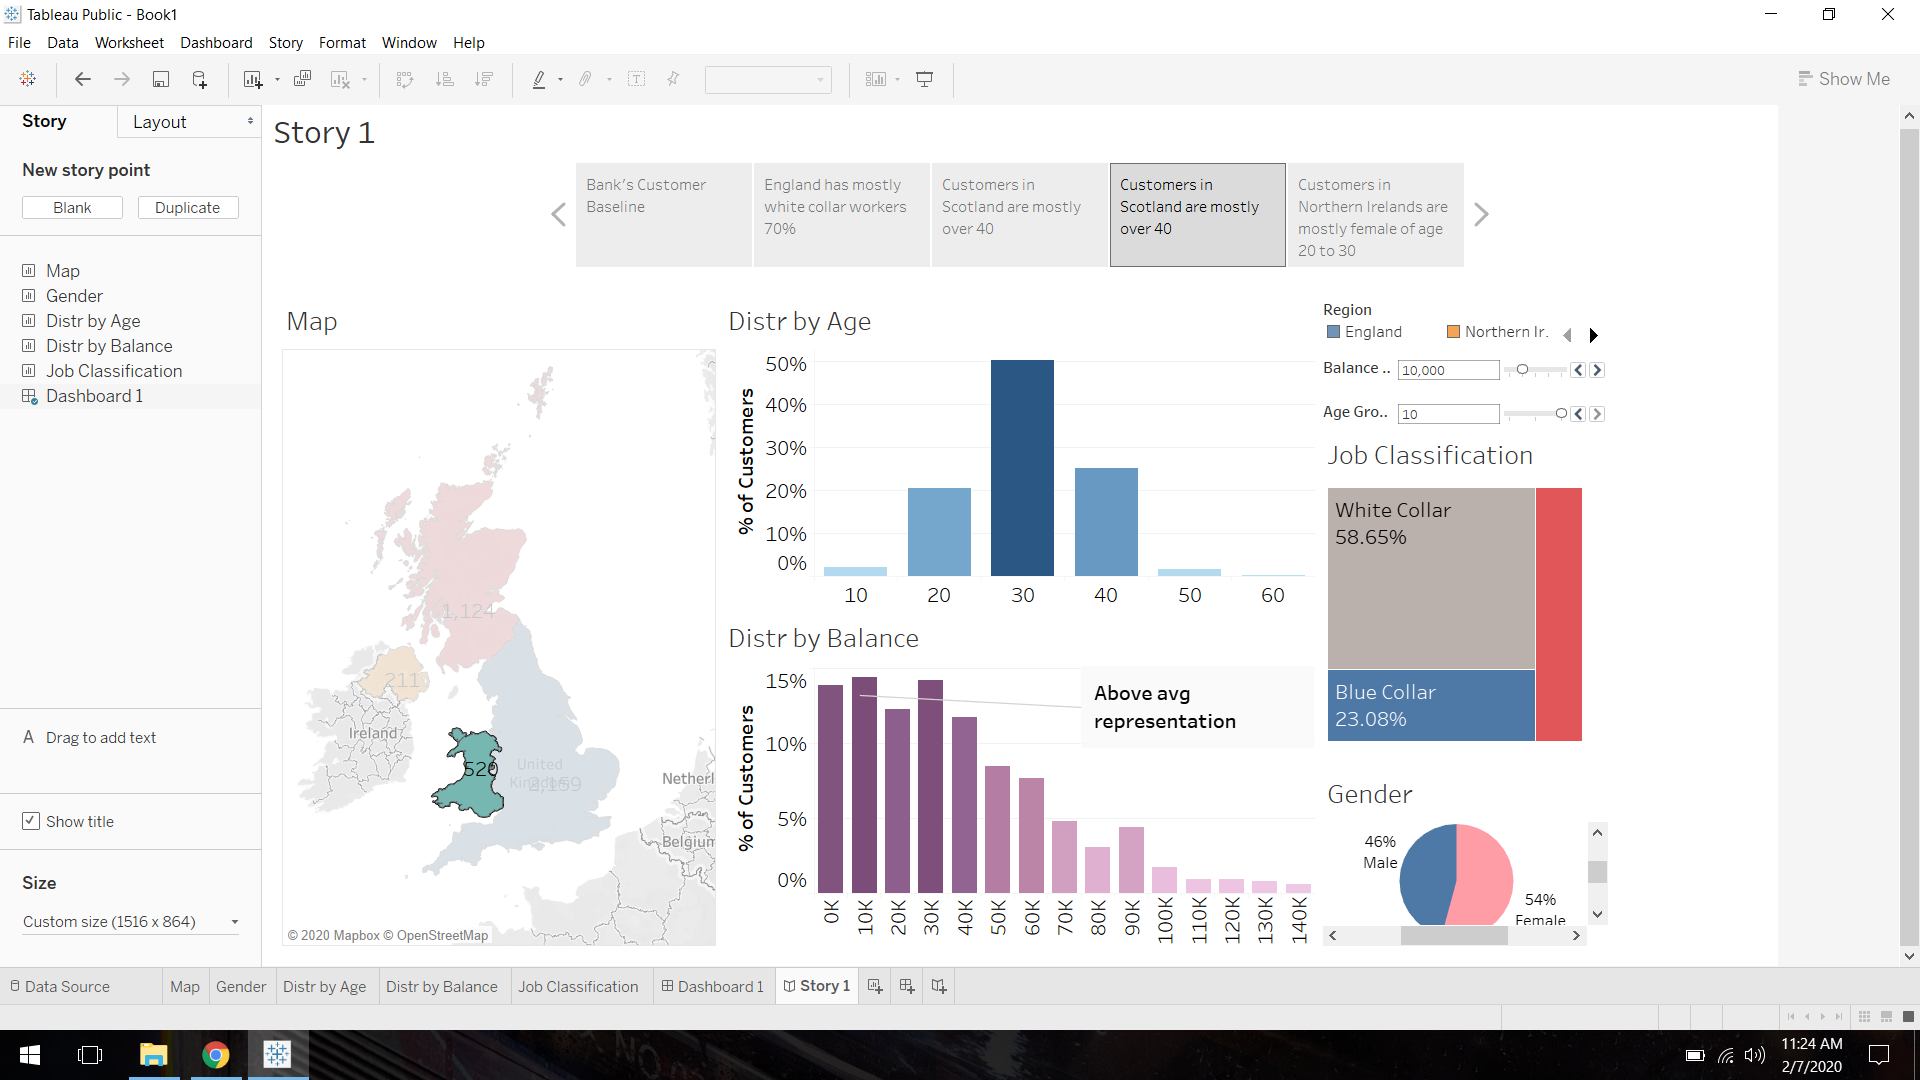 Tableau Public - Book1
File Data Worksheet Dashboard Story Format Window Help
Show Me
Story
Layout
New story point
Blank
Duplicate
Map
Gender
Distr by Age
Distr by Balance
Job Classification
Dashboard 1
A Drag to add text
Show title
Size
Custom size (1516 x 864)
Story 1
Bank's Customer
Baseline
England has mostly
white collar workers
70%
Customers in
Scotland are mostly
over 40
Customers in
Scotland are mostly
over 40
Customers in
Northern Irelands are
mostly female of age
20 to 30
Map
1,124
211
Ireland
520
United
2,159
Netherl
Belgium
© 2020 Mapbox © OpenStreetMap
Distr by Age
% of Customers
50%
40%
30%
20%
10%
0%
10 20 30 40 50 60
Distr by Balance
% of Customers
15%
10%
5%
0%
Above avg
representation
0K 10K 20K 30K 40K 50K 60K 70K 80K 90K 100K 110K 120K 130K 140K
Region
England
Northern Ir.
Balance ..
10,000
Age Gro..
10
Job Classification
White Collar
58.65%
Blue Collar
23.08%
Gender
46%
Male
54%
Female
Data Source Map Gender Distr by Age Distr by Balance Job Classification Dashboard 1 Story 1
11:24 AM
2/7/2020